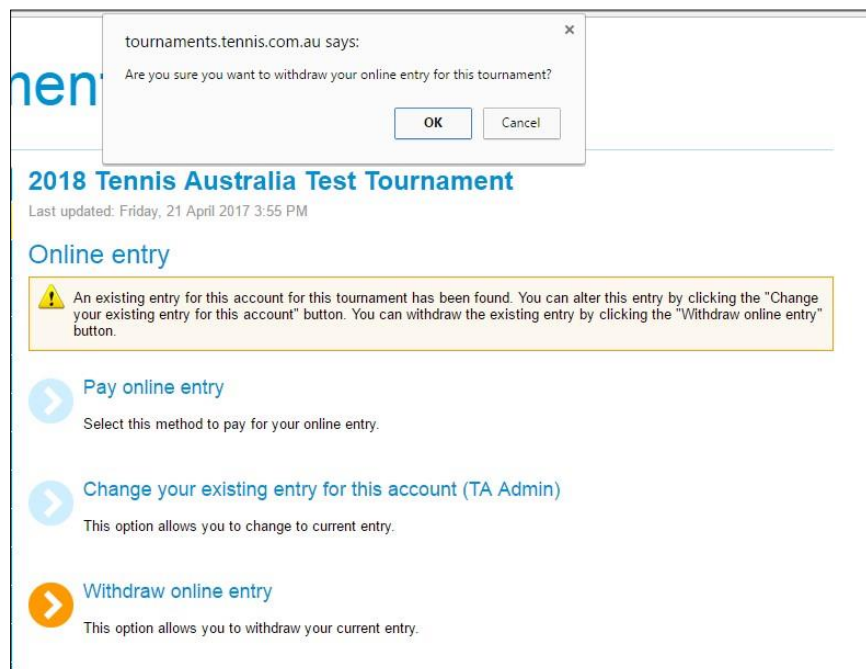 tournaments.tennis.com.au says:
Are you sure you want to withdraw your online entry for this tournament?
OK Cancel
2018 Tennis Australia Test Tournament
Last updated: Friday, 21 April 2017 3:55 PM
Online entry
An existing entry for this account for this tournament has been found. You can alter this entry by clicking the "Change
your existing entry for this account" button. You can withdraw the existing entry by clicking the "Withdraw online entry"
button.
Pay online entry
Select this method to pay for your online entry.
Change your existing entry for this account (TA Admin)
This option allows you to change to current entry.
Withdraw online entry
This option allows you to withdraw your current entry.